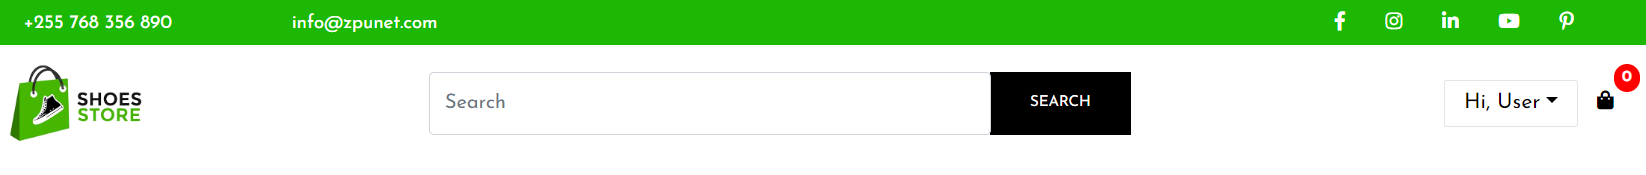 +255 768 356 890 info@zpunet.com
SHOES
STORE
Search
SEARCH
Hi, User
0